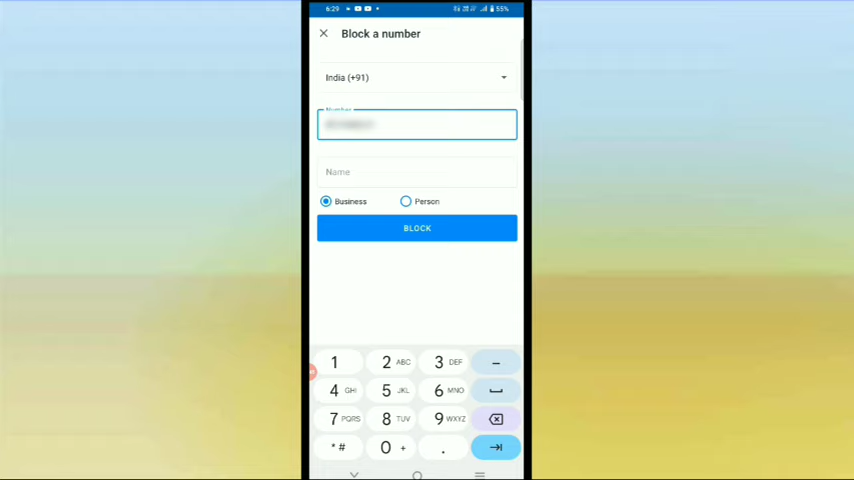 6:29
55%
Block a number
India (+91)
Number
Name
Business
Person
BLOCK
1
2 ABC
3 DEF
–
4 GHI
5 JKL
6 MNO
7 PQRS
8 TUV
9 WXYZ
* #
0 +
.